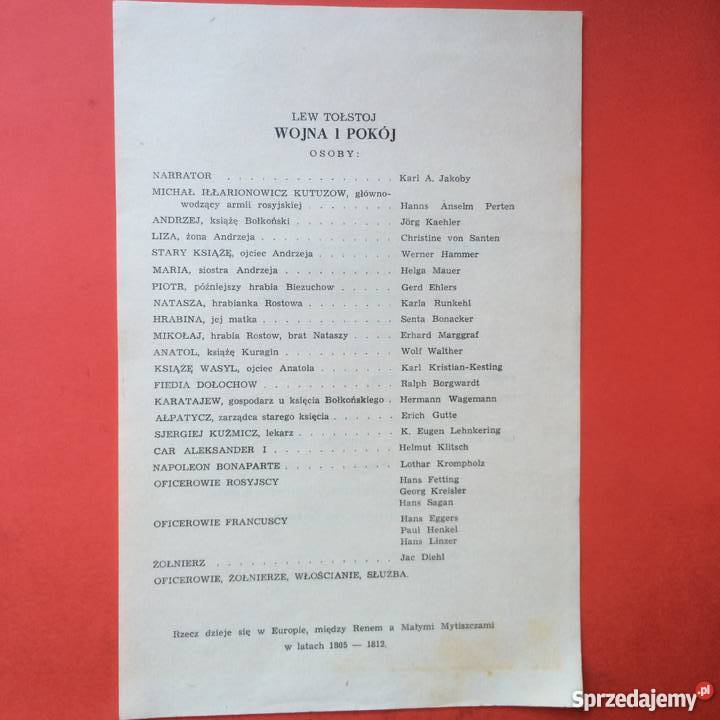 LEW TOŁSTOJ
WOJNA I POKÓJ
OSOBY:
NARRATOR . . . . . . . . . . . . . . . Karl A. Jakoby
MICHAŁ IŁŁARIONOWICZ KUTUZOW, główno-
wodzący armii rosyjskiej . . . . . . . . Hanns Anselm Perten
ANDRZEJ, książę Bołkoński . . . . . . . . . Jörg Kaehler
LIZA, żona Andrzeja . . . . . . . . . . . . Christine von Santen
STARY KSIĄŻĘ, ojciec Andrzeja . . . . . . . Werner Hammer
MARIA, siostra Andrzeja . . . . . . . . . . Helga Mauer
PIOTR, późniejszy hrabia Biezuchow . . . . . Gerd Ehlers
NATASZA, hrabianka Rostowa . . . . . . . . Karla Runkehl
HRABINA, jej matka . . . . . . . . . . . . Senta Bonacker
MIKOŁAJ, hrabia Rostow, brat Nataszy . . . . Erhard Marggraf
ANATOL, książę Kuragin . . . . . . . . . . Wolf Walther
KSIĄŻĘ WASYL, ojciec Anatola . . . . . . . Karl Kristian-Kesting
FIEDIA DOŁOCHOW . . . . . . . . . . . . Ralph Borgwardt
KARATAJEW, gospodarz u księcia Bołkońskiego . Hermann Wagemann
AŁPATYCZ, zarządca starego księcia . . . . . Erich Gutte
SJERGIEJ KUŹMICZ, lekarz . . . . . . . . . K. Eugen Lehnkering
CAR ALEKSANDER I . . . . . . . . . . . . Helmut Klitsch
NAPOLEON BONAPARTE . . . . . . . . . . . Lothar Krompholz
OFICEROWIE ROSYJSCY Hans Fetting
Georg Kreisler
Hans Sagan
OFICEROWIE FRANCUSCY Hans Eggers
Paul Henkel
Hans Linzer
ŻOŁNIERZ . . . . . . . . . . . . . . . Jac Diehl
OFICEROWIE, ŻOŁNIERZE, WŁOŚCIANIE, SŁUŻBA.
Rzecz dzieje się w Europie, między Renem a Małymi Mytiszczami
w latach 1805 — 1812.
Sprzedajemy.pl